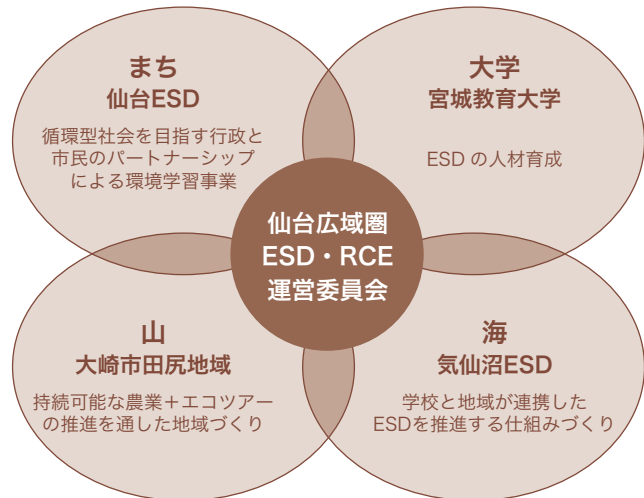 まち
仙台ESD
循環型社会を目指す行政と
市民のパートナーシップ
による環境学習事業
大学
宮城教育大学
ESD の人材育成
仙台広域圏
ESD・RCE
運営委員会
山
大崎市田尻地域
持続可能な農業＋エコツアー
の推進を通した地域づくり
海
気仙沼ESD
学校と地域が連携した
ESDを推進する仕組みづくり